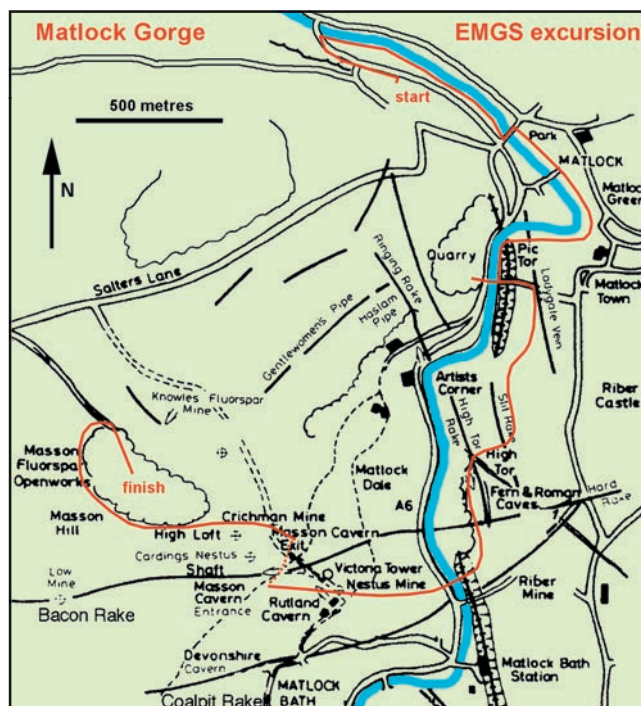 Matlock Gorge
EMGS excursion
start
500 metres
N
Park
MATLOCK
Matlock
Green
Quarry
Pic
Tor
Ladygate Vein
Matlock
Town
Salters Lane
Ringing Rake
Gentlewomen's Pipe
Haslam
Pipe
Artists
Corner
Riber
Castle
Knowles Fluorspar
Mine
High Tor
Rake
Still Rake
High
Tor
Masson
Fluorspar
Openworks
finish
Matlock
Dale
A6
Fern & Roman
Caves
Hard
Rake
Masson
Hill
High Loft
Crichman Mine
Masson Cavern
Exit
Cardings Nestus
Shaft
Low
Mine
Victoria Tower
Nestus Mine
Masson
Cavern
Entrance
Riber
Mine
Bacon Rake
Rutland
Cavern
Devonshire
Cavern
Matlock Bath
Station
Coalpit Rake
MATLOCK
BATH